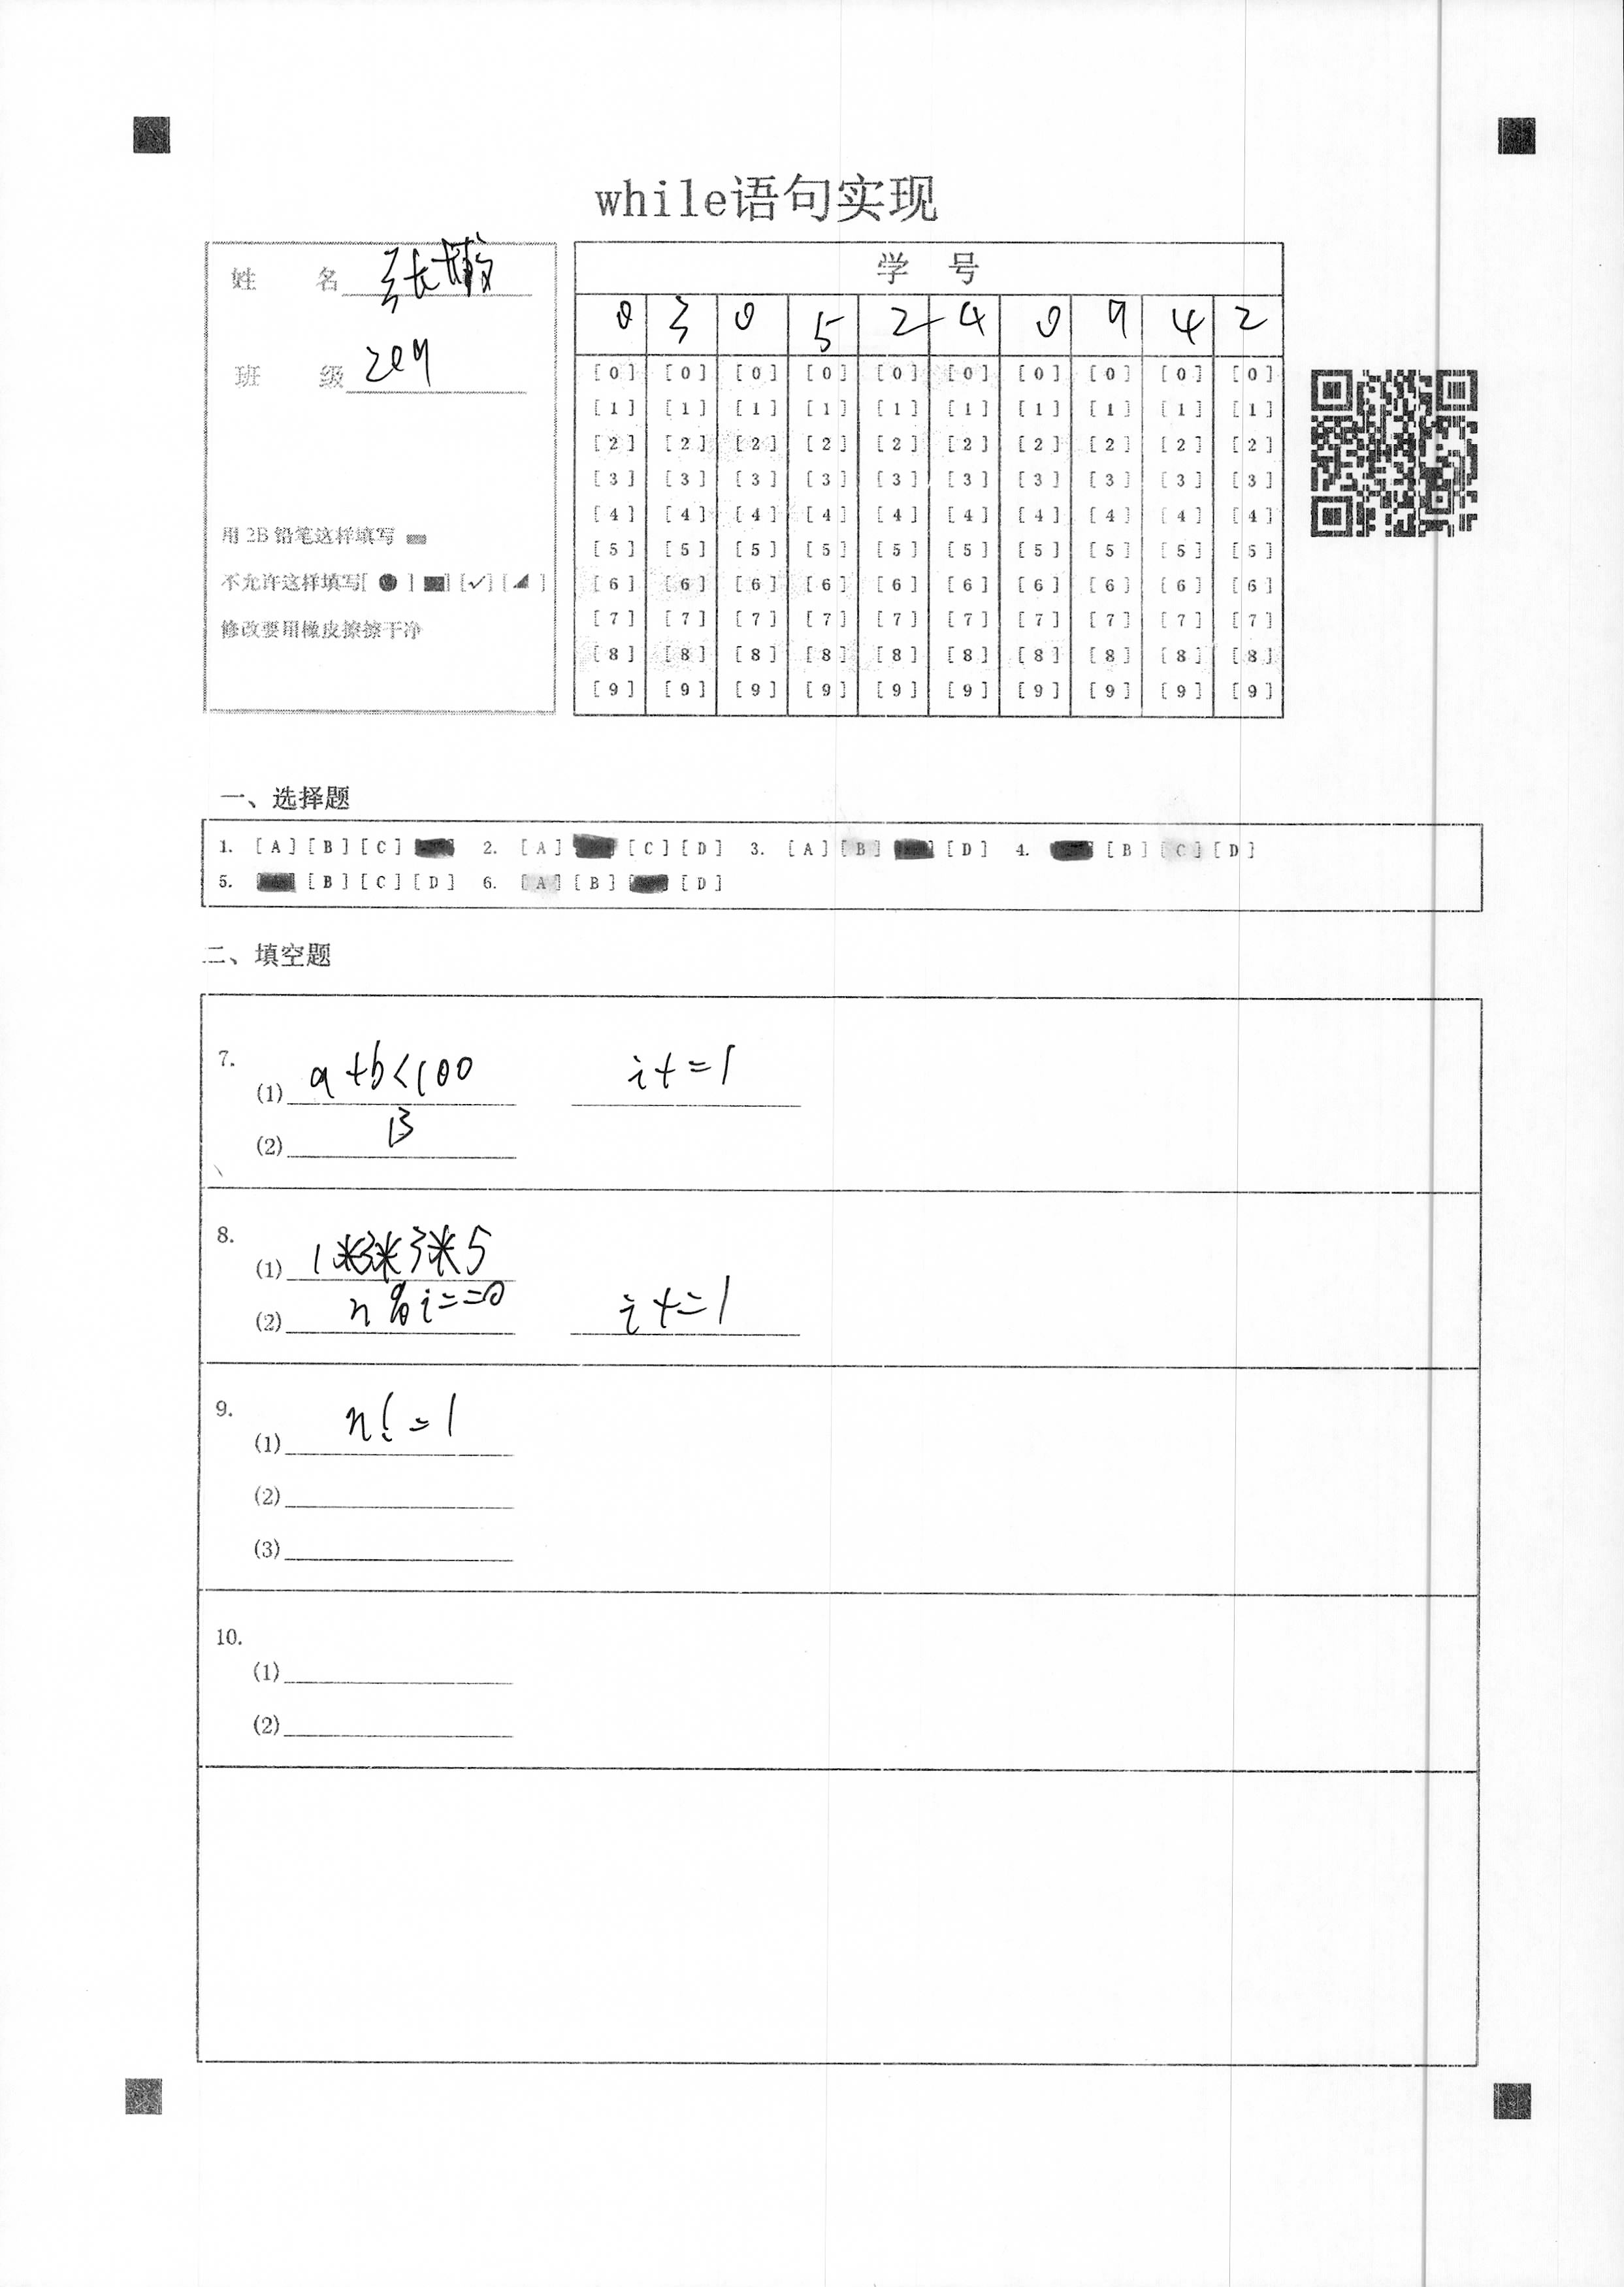 while语句实现
姓 名 张
班 级 209
用 2B 铅笔这样填写
不允许这样填写[ ● ] [■] [✓] [◢]
修改要用橡皮擦擦干净
学 号
0 3 0 5 2 4 0 9 4 2
[0] [0] [0] [0] [0] [0] [0] [0] [0] [0]
[1] [1] [1] [1] [1] [1] [1] [1] [1] [1]
[2] [2] [2] [2] [2] [2] [2] [2] [2] [2]
[3] [3] [3] [3] [3] [3] [3] [3] [3] [3]
[4] [4] [4] [4] [4] [4] [4] [4] [4] [4]
[5] [5] [5] [5] [5] [5] [5] [5] [5] [5]
[6] [6] [6] [6] [6] [6] [6] [6] [6] [6]
[7] [7] [7] [7] [7] [7] [7] [7] [7] [7]
[8] [8] [8] [8] [8] [8] [8] [8] [8] [8]
[9] [9] [9] [9] [9] [9] [9] [9] [9] [9]
一、选择题
1. [A] [B] [C] 2. [A] [C] [D] 3. [A] [B] [D] 4. [B] [C] [D]
5. [B] [C] [D] 6. [A] [B] [D]
二、填空题
7.
(1) a+b<100 i+=1
(2) B
8.
(1) 1*3*3*5
(2) n%i==0 i+=1
9.
(1) n!=1
(2)
(3)
10.
(1)
(2)